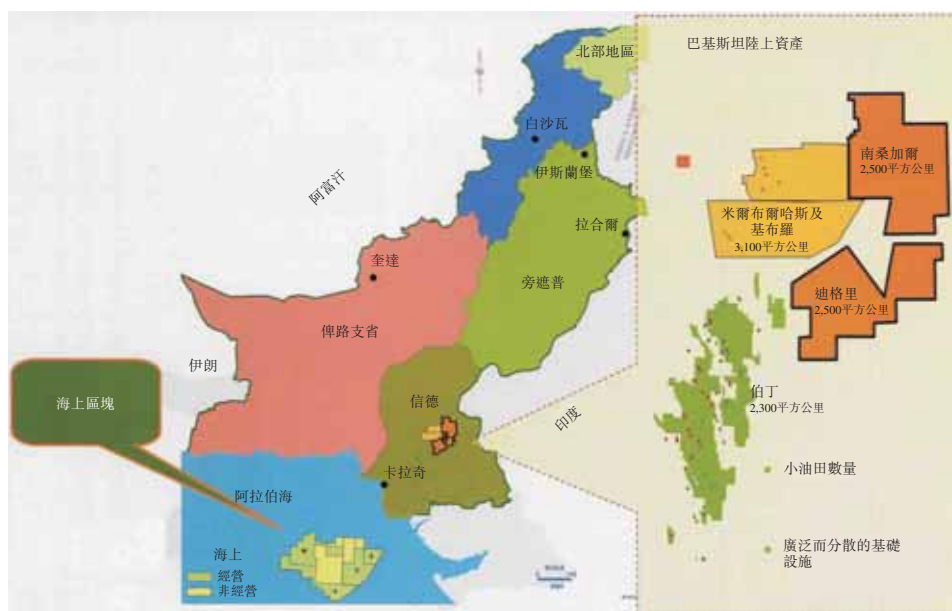 北部地區
巴基斯坦陸上資產
白沙瓦
伊斯蘭堡
阿富汗
南桑加爾
2,500平方公里
米爾布爾哈斯及
基布羅
3,100平方公里
拉合爾
奎達
旁遮普
迪格里
2,500平方公里
俾路支省
伊朗
海上區塊
信德
印度
伯丁
2,300平方公里
卡拉奇
小油田數量
阿拉伯海
海上
經營
非經營
廣泛而分散的基礎
設施